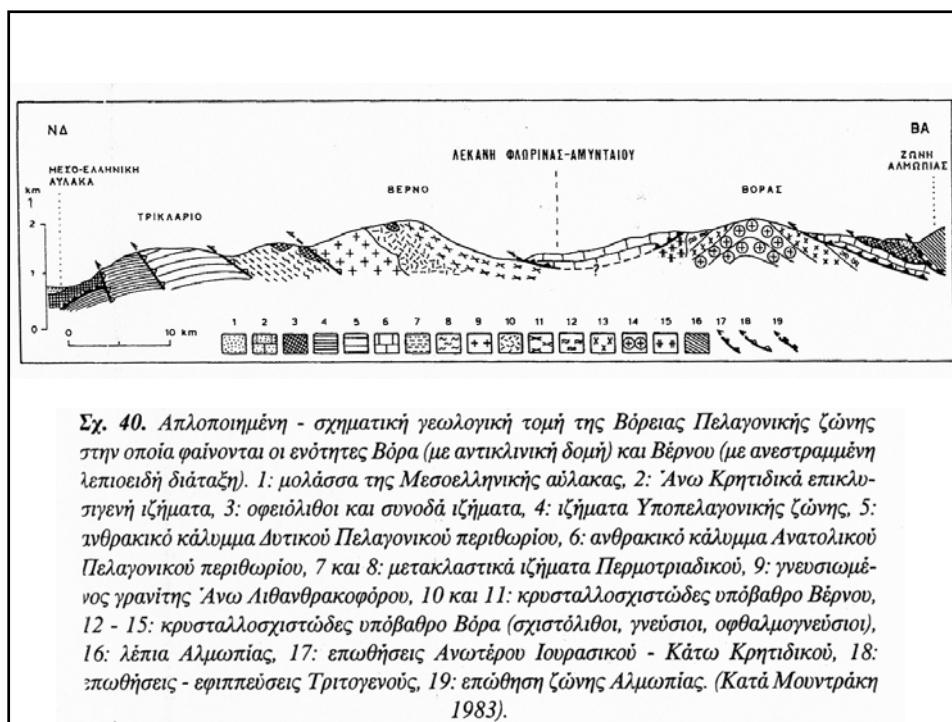 ΝΔ
ΒΑ
ΛΕΚΑΝΗ ΦΛΩΡΙΝΑΣ-ΑΜΥΝΤΑΙΟΥ
ΖΩΝΗ
ΑΛΜΩΠΙΑΣ
ΜΕΣΟ-ΕΛΛΗΝΙΚΗ
ΑΥΛΑΚΑ
ΒΕΡΝΟ
ΒΟΡΑΣ
km
1
ΤΡΙΚΛΑΡΙΟ
2
1
?
0
0 10 km
1 2 3 4 5 6 7 8 9 10 11 12 13 14 15 16 17 18 19
Σχ. 40. Απλοποιημένη - σχηματική γεωλογική τομή της Βόρειας Πελαγονικής ζώνης
στην οποία φαίνονται οι ενότητες Βόρα (με αντικλινική δομή) και Βέρνου (με ανεστραμμένη
λεπιοειδή διάταξη). 1: μολάσσα της Μεσοελληνικής αύλακας, 2: Άνω Κρητιδικά επικλυ-
σιγενή ιζήματα, 3: οφειόλιθοι και συνοδά ιζήματα, 4: ιζήματα Υποπελαγονικής ζώνης, 5:
ανθρακικό κάλυμμα Δυτικού Πελαγονικού περιθωρίου, 6: ανθρακικό κάλυμμα Ανατολικού
Πελαγονικού περιθωρίου, 7 και 8: μετακλαστικά ιζήματα Περμοτριαδικού, 9: γνευσιωμέ-
νος γρανίτης Άνω Λιθανθρακοφόρου, 10 και 11: κρυσταλλοσχιστώδες υπόβαθρο Βέρνου,
12 - 15: κρυσταλλοσχιστώδες υπόβαθρο Βόρα (σχιστόλιθοι, γνεύσιοι, οφθαλμογνεύσιοι),
16: λέπια Αλμωπίας, 17: επωθήσεις Ανωτέρου Ιουρασικού - Κάτω Κρητιδικού, 18:
επωθήσεις - εφιππεύσεις Τριτογενούς, 19: επώθηση ζώνης Αλμωπίας. (Κατά Μουντράκη
1983).